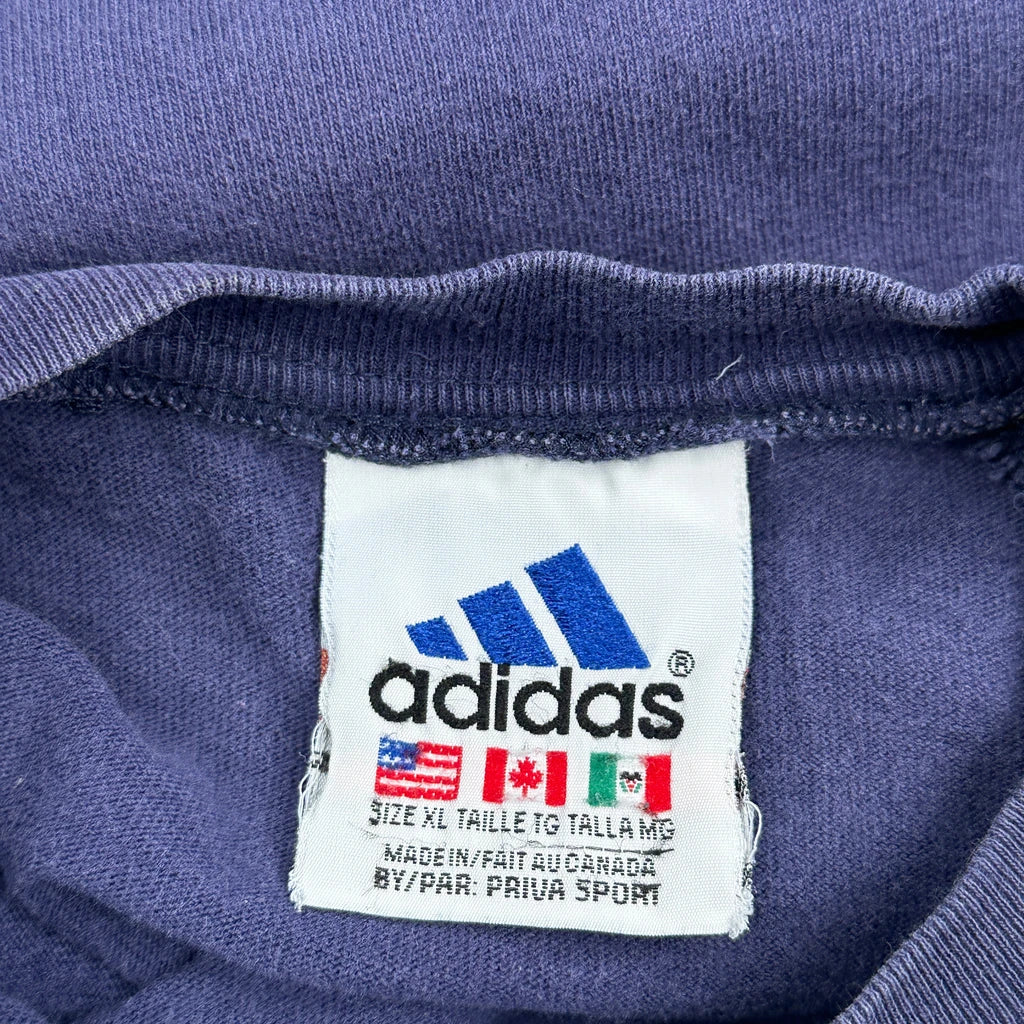 adidas®
SIZE XL TAILLE TG TALLA MG
MADE IN/FAIT AU CANADA
BY/PAR: PRIVA SPORT